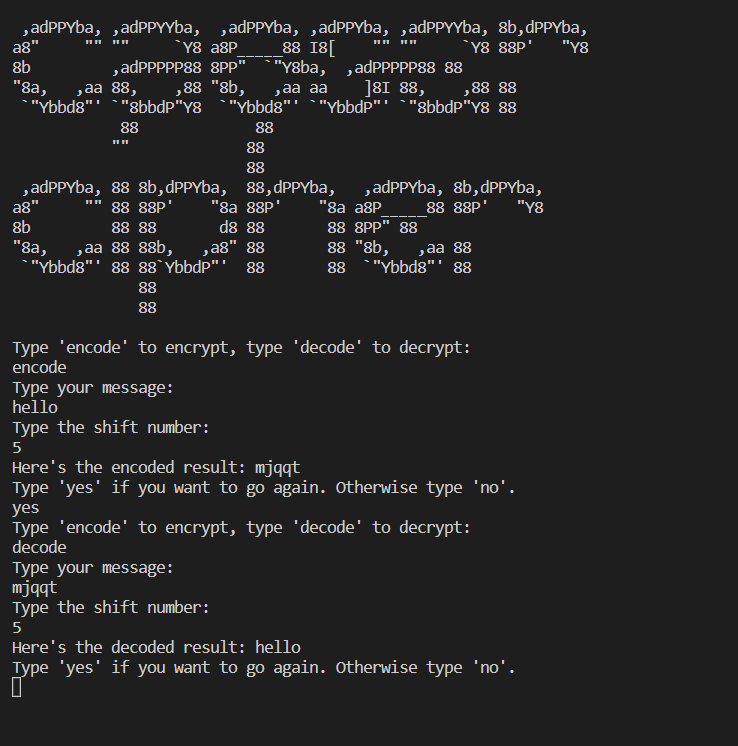 ,adPPYba, ,adPPYYba,  ,adPPYba, ,adPPYba, ,adPPYYba, 8b,dPPYba,
a8"     "" ""     `Y8 a8P_____88 I8[    "" ""     `Y8 88P'   "Y8
8b         ,adPPPPP88 8PP"  `"Y8ba,  ,adPPPPP88 88
"8a,   ,aa 88,    ,88 "8b,   ,aa aa    ]8I 88,    ,88 88
 `"Ybbd8"' `"8bbdP"Y8  `"Ybbd8"' `"YbbdP"' `"8bbdP"Y8 88
            88             88
           ""             88
                          88
 ,adPPYba, 88 8b,dPPYba,  88,dPPYba,   ,adPPYba, 8b,dPPYba,
a8"     "" 88 88P'    "8a 88P'    "8a a8P_____88 88P'   "Y8
8b         88 88       d8 88       88 8PP" 88
"8a,   ,aa 88 88b,   ,a8" 88       88 "8b,   ,aa 88
 `"Ybbd8"' 88 88`YbbdP"'  88       88  `"Ybbd8"' 88
              88
              88
Type 'encode' to encrypt, type 'decode' to decrypt:
encode
Type your message:
hello
Type the shift number:
5
Here's the encoded result: mjqqt
Type 'yes' if you want to go again. Otherwise type 'no'.
yes
Type 'encode' to encrypt, type 'decode' to decrypt:
decode
Type your message:
mjqqt
Type the shift number:
5
Here's the decoded result: hello
Type 'yes' if you want to go again. Otherwise type 'no'.